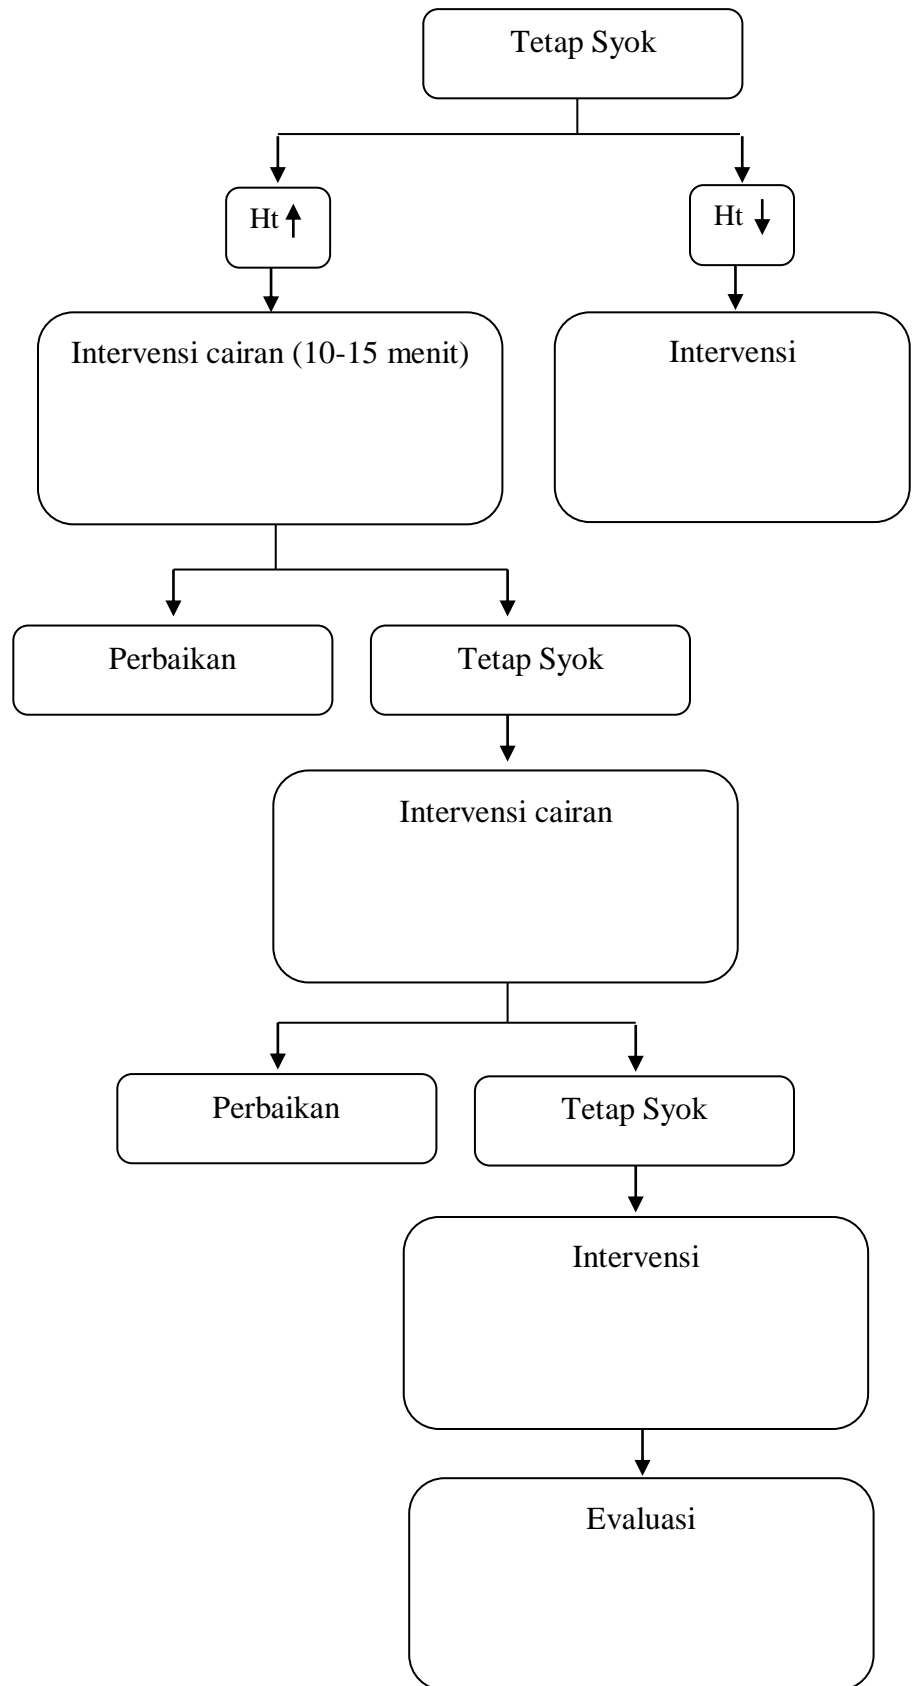 Tetap Syok
Ht
Ht
Intervensi cairan (10-15 menit)
Intervensi
Perbaikan
Tetap Syok
Intervensi cairan
Perbaikan
Tetap Syok
Intervensi
Evaluasi